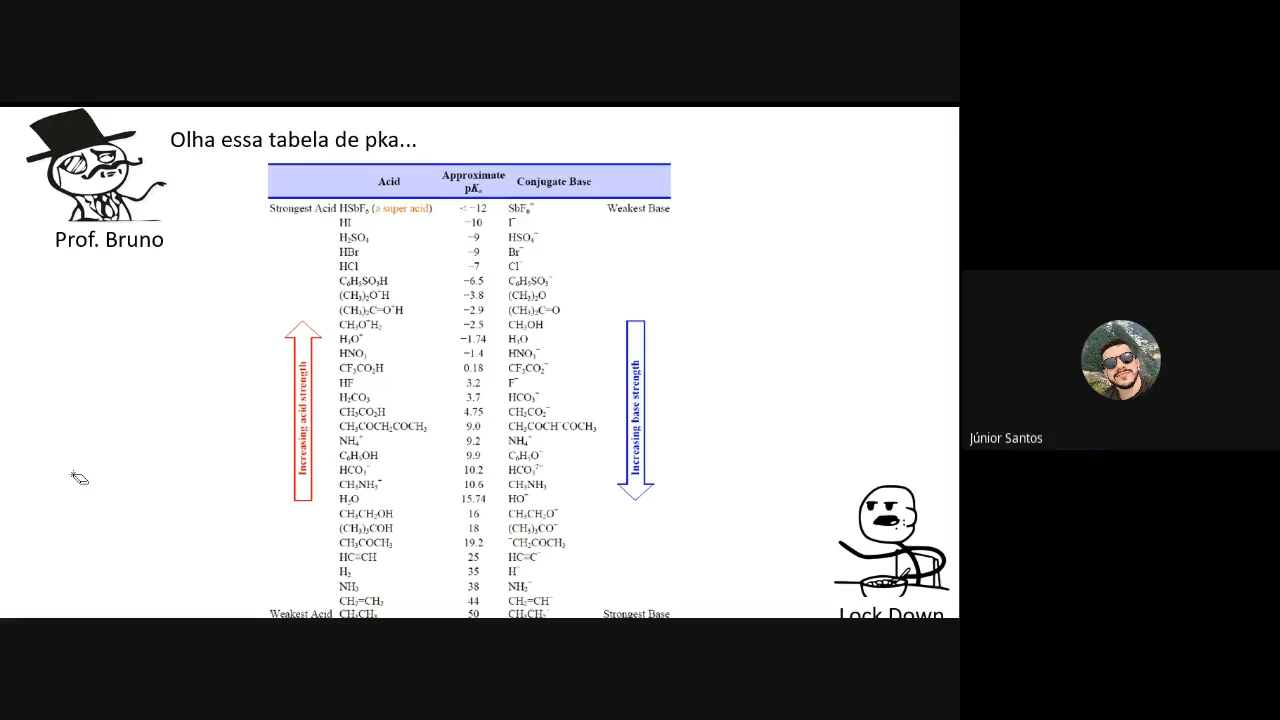 Olha essa tabela de pka...
Prof. Bruno
Acid Approximate pKₐ Conjugate Base
Strongest Acid HSbF₆ (a super acid) < −12 SbF₆⁻ Weakest Base
HI −10 I⁻
H₂SO₄ −9 HSO₄⁻
HBr −9 Br⁻
HCl −7 Cl⁻
C₆H₅SO₃H −6.5 C₆H₅SO₃⁻
(CH₃)₂O⁺H −3.8 (CH₃)₂O
(CH₃)₂C=O⁺H −2.9 (CH₃)₂C=O
CH₃O⁺H₂ −2.5 CH₃OH
H₃O⁺ −1.74 H₂O
HNO₃ −1.4 HNO₃⁻
CF₃CO₂H 0.18 CF₃CO₂⁻
HF 3.2 F⁻
H₂CO₃ 3.7 HCO₃⁻
CH₃CO₂H 4.75 CH₃CO₂⁻
CH₃COCH₂COCH₃ 9.0 CH₃COCH⁻COCH₃
NH₄⁺ 9.2 NH₄⁺
C₆H₅OH 9.9 C₆H₅O⁻
HCO₃⁻ 10.2 HCO₃²⁻
CH₃NH₃⁺ 10.6 CH₃NH₃
H₂O 15.74 HO⁻
CH₃CH₂OH 16 CH₃CH₂O⁻
(CH₃)₃COH 18 (CH₃)₃CO⁻
CH₃COCH₃ 19.2 ⁻CH₂COCH₃
HC≡CH 25 HC≡C⁻
H₂ 35 H⁻
NH₃ 38 NH₂⁻
CH₂=CH₂ 44 CH₂=CH⁻
Weakest Acid CH₃CH₃ 50 CH₃CH₂⁻ Strongest Base
Increasing acid strength
Increasing base strength
Lock Down
Júnior Santos